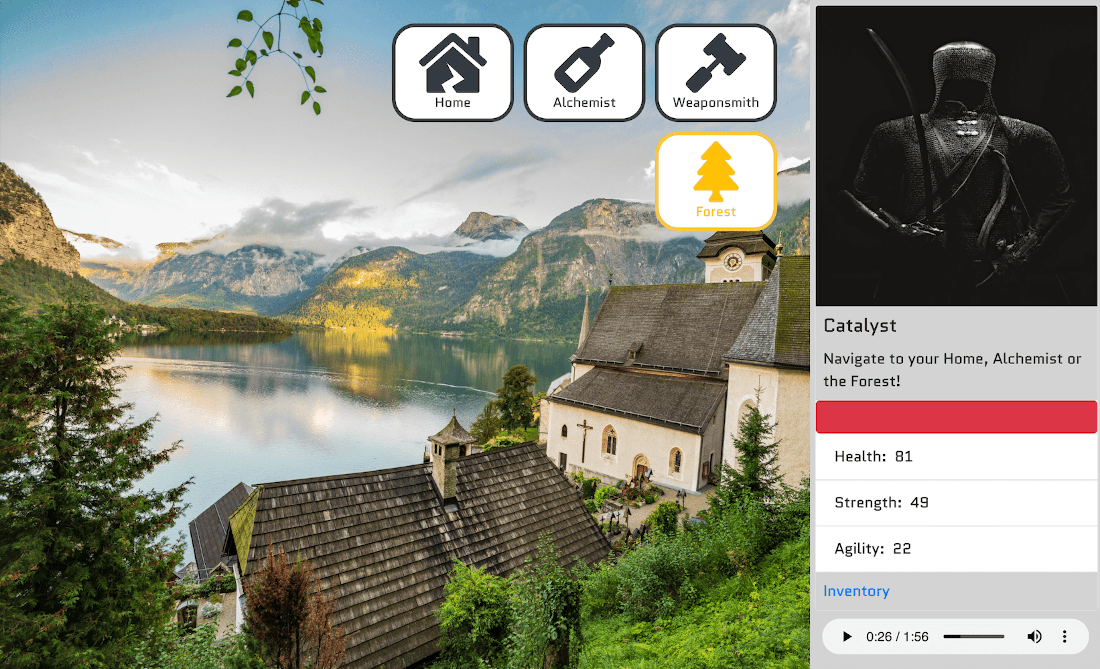 Home
Alchemist
Weaponsmith
Forest
Catalyst
Navigate to your Home, Alchemist or
the Forest!
Health: 81
Strength: 49
Agility: 22
Inventory
0:26 / 1:56